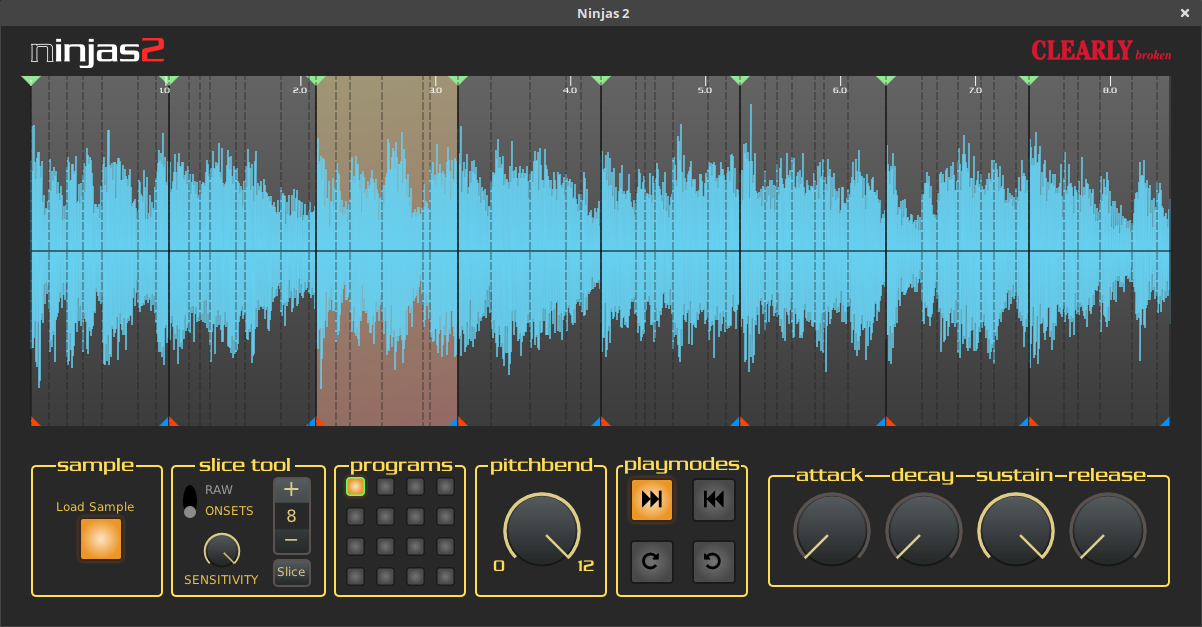 Ninjas 2
ninjas2
CLEARLY broken
1.0 2.0 3.0 4.0 5.0 6.0 7.0 8.0
sample
Load Sample
slice tool
RAW
ONSETS
SENSITIVITY
+
8
−
Slice
programs
pitchbend
0 12
playmodes
attack decay sustain release